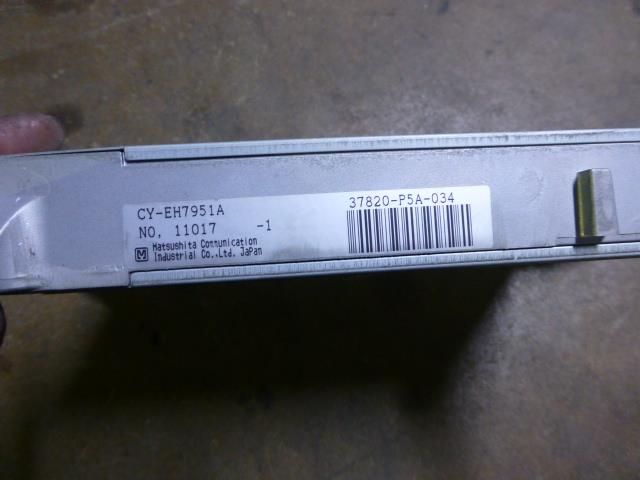 CY-EH7951A
37820-P5A-034
NO, 11017 -1
M Matsushita Communication
Industrial Co.,Ltd. JaPan